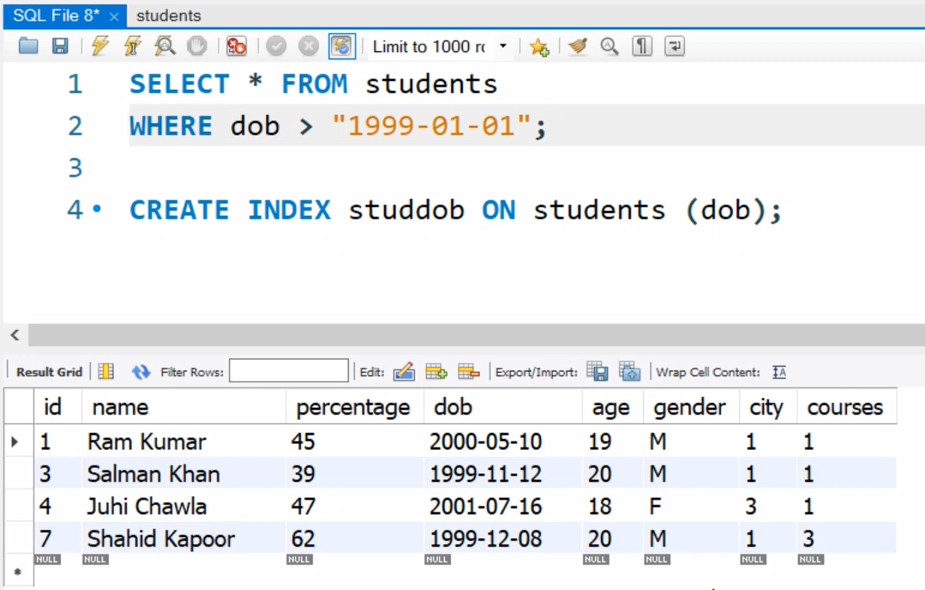 SQL File 8* × students
Limit to 1000 rc
1 SELECT * FROM students
2 WHERE dob > "1999-01-01";
3
4 CREATE INDEX studdob ON students (dob);
Result Grid Filter Rows: Edit: Export/Import: Wrap Cell Content: IA
id name percentage dob age gender city courses
1 Ram Kumar 45 2000-05-10 19 M 1 1
3 Salman Khan 39 1999-11-12 20 M 1 1
4 Juhi Chawla 47 2001-07-16 18 F 3 1
7 Shahid Kapoor 62 1999-12-08 20 M 1 3
NULL NULL NULL NULL NULL NULL NULL NULL